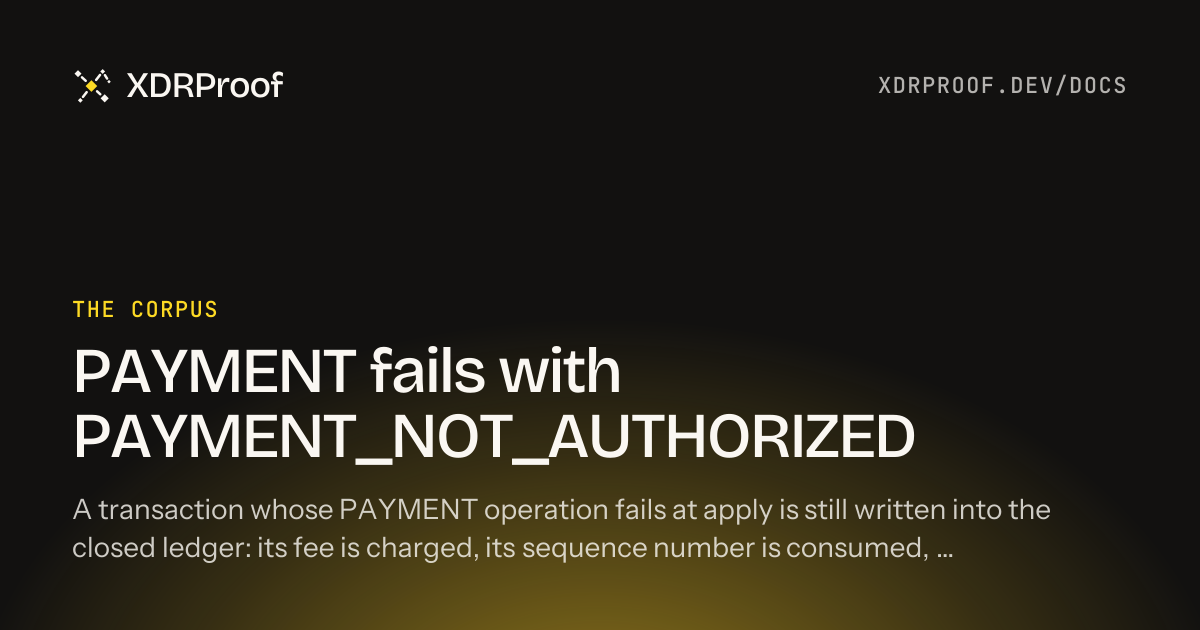 XDRProof
XDRPROOF.DEV/DOCS
THE CORPUS
PAYMENT fails with
PAYMENT_NOT_AUTHORIZED
A transaction whose PAYMENT operation fails at apply is still written into the
closed ledger: its fee is charged, its sequence number is consumed, ...